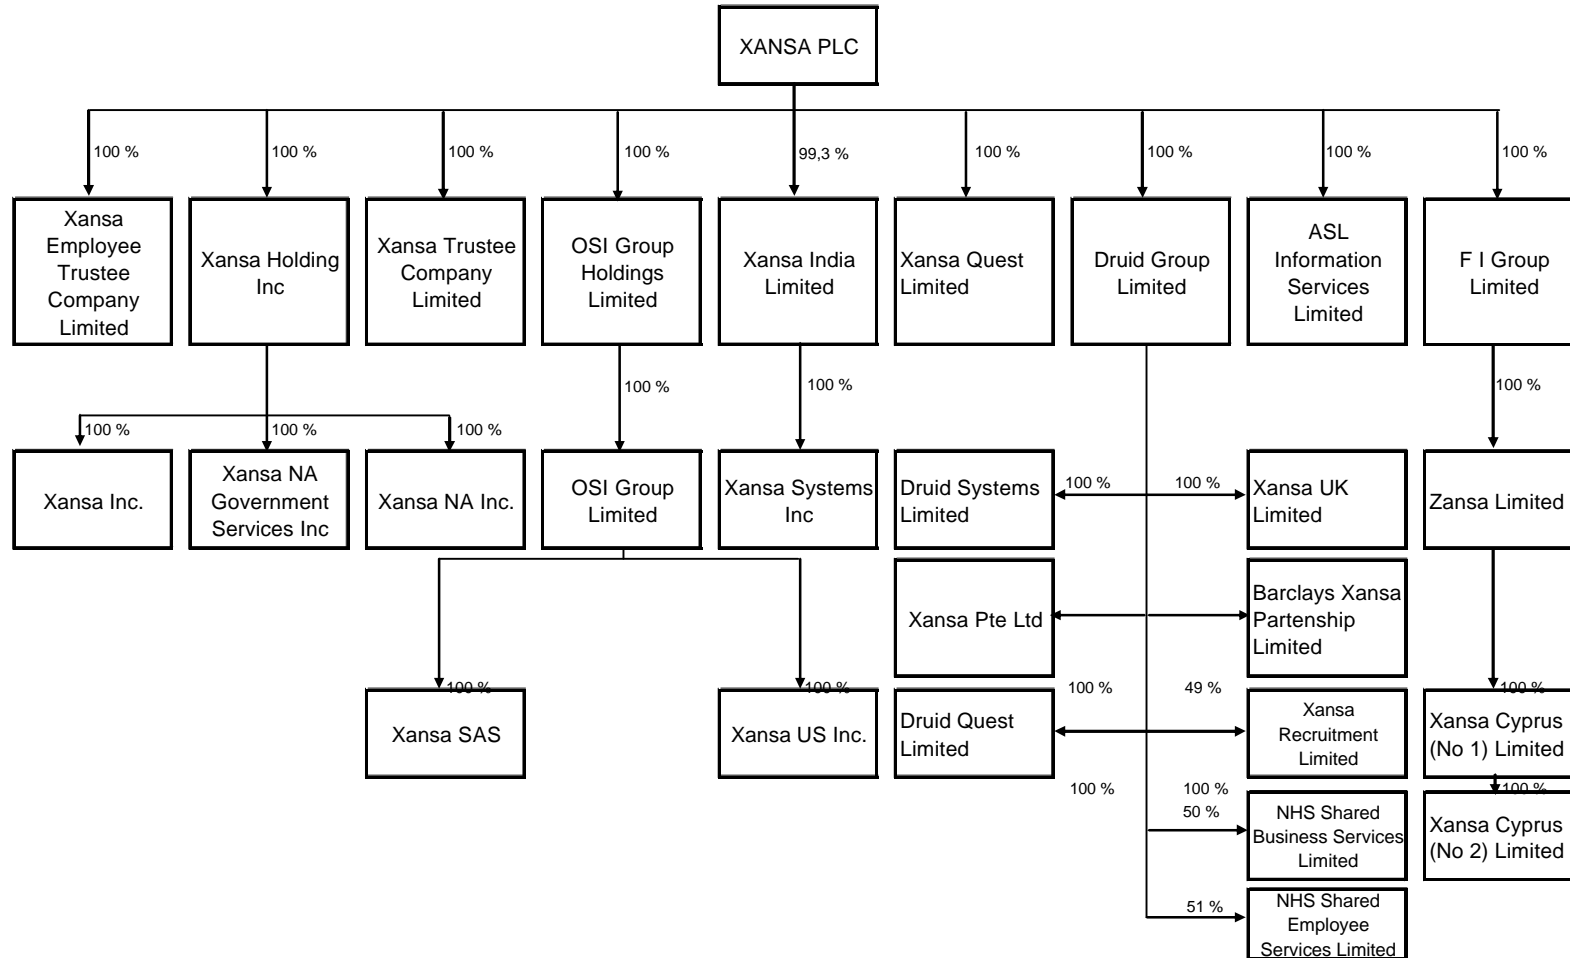 XANSA PLC
100 %
100 %
100 %
100 %
99,3 %
100 %
100 %
100 %
100 %
Xansa
Employee
Trustee
Company
Limited
Xansa Holding
Inc
Xansa Trustee
Company
Limited
OSI Group
Holdings
Limited
Xansa India
Limited
Xansa Quest
Limited
Druid Group
Limited
ASL
Information
Services
Limited
F I Group
Limited
100 %
100 %
100 %
100 %
100 %
100 %
Xansa Inc.
Xansa NA
Government
Services Inc
Xansa NA Inc.
OSI Group
Limited
Xansa Systems
Inc
Druid Systems
Limited
100 %
100 %
Xansa UK
Limited
Zansa Limited
Xansa Pte Ltd
Barclays Xansa
Partenship
Limited
100 %
100 %
100 %
49 %
100 %
Xansa SAS
Xansa US Inc.
Druid Quest
Limited
Xansa
Recruitment
Limited
Xansa Cyprus
(No 1) Limited
100 %
100 %
100 %
50 %
NHS Shared
Business Services
Limited
Xansa Cyprus
(No 2) Limited
51 %
NHS Shared
Employee
Services Limited